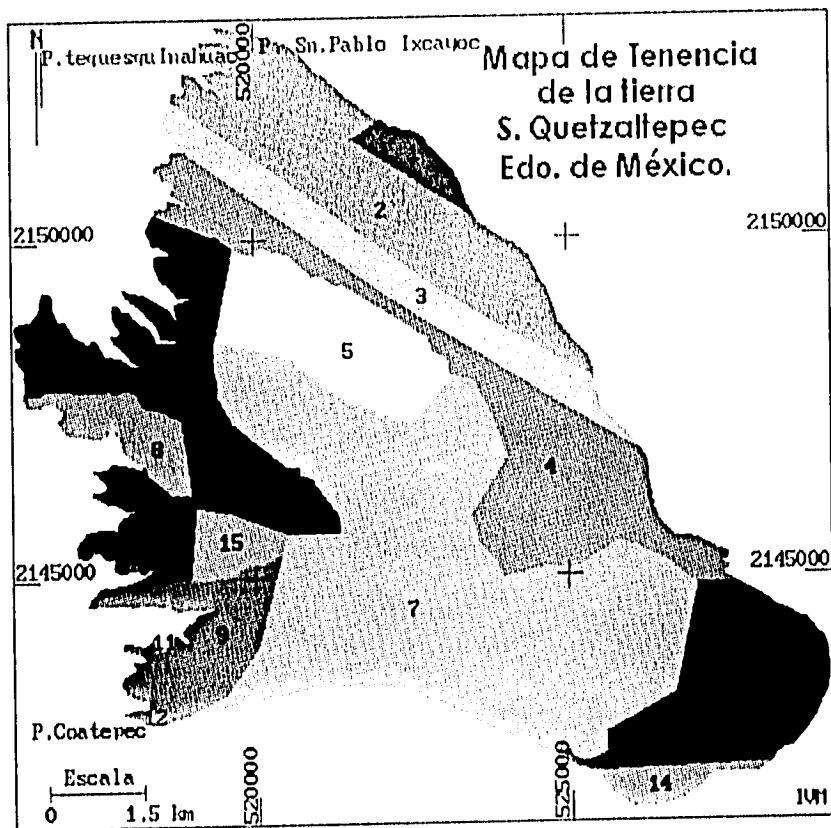 N
520000
P. Sn.Pablo Ixcayoc
Mapa de Tenencia
de la tierra
S. Quetzaltepec
Edo. de México.
2
2150000
2150000
3
5
4
8
15
2145000
2145000
7
9
11
12
P.Coatepec
Escala
0 1.5 km
520000
525000
14
IVM